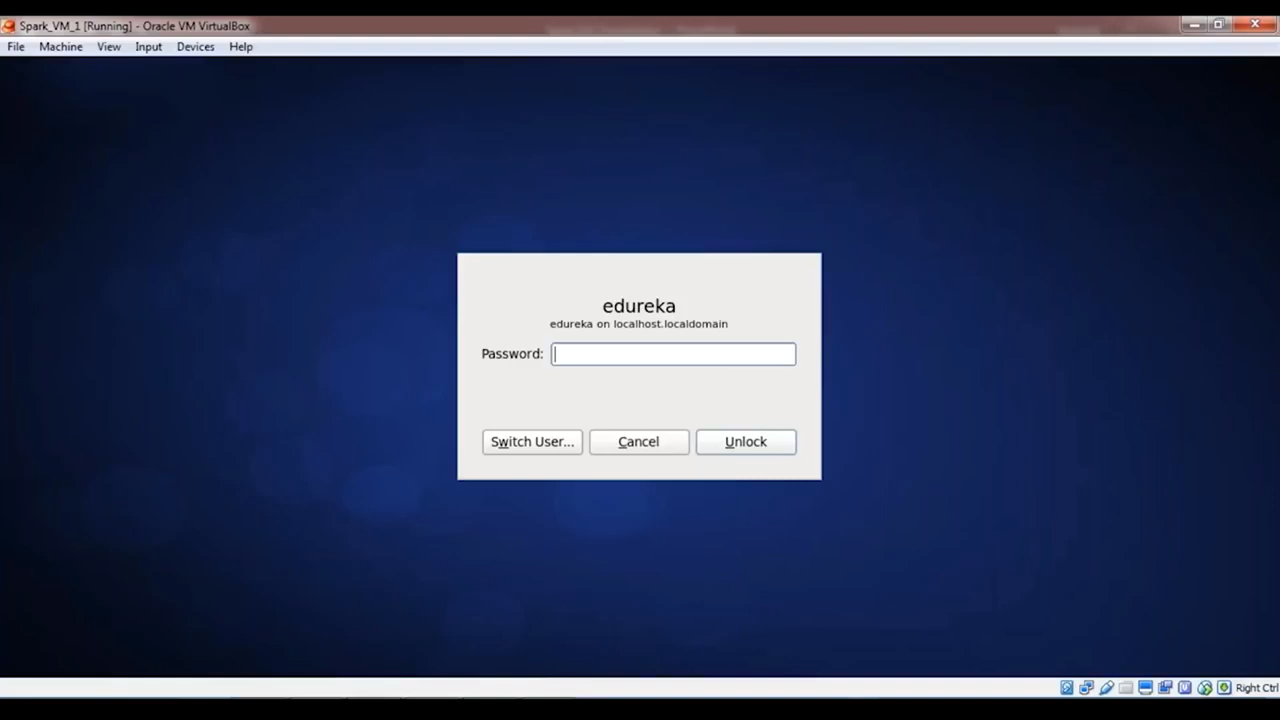 Spark_VM_1 [Running] - Oracle VM VirtualBox
File Machine View Input Devices Help
edureka
edureka on localhost.localdomain
Password:
Switch User... Cancel Unlock
Right Ctrl